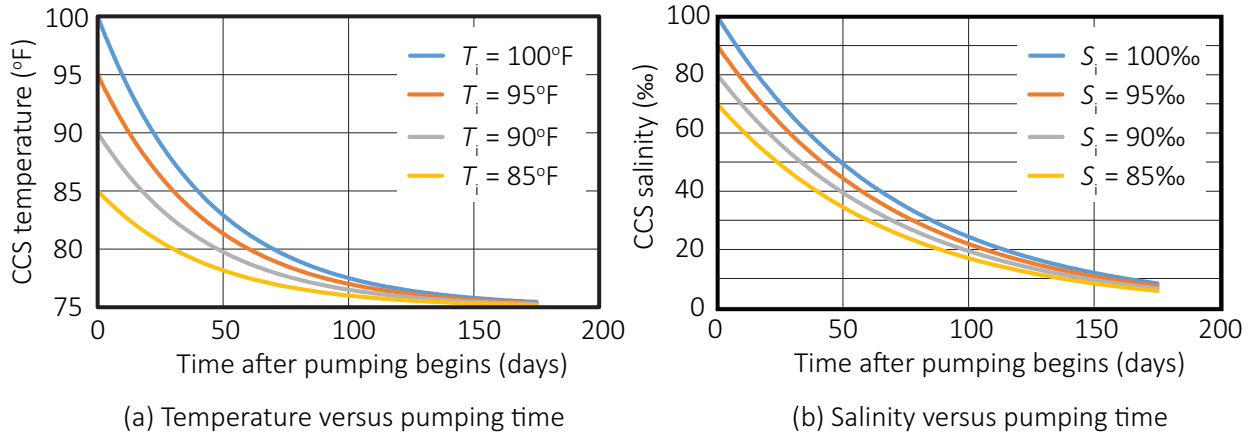 CCS temperature (°F)
100
95
90
85
80
75
0
50
100
150
200
T_i = 100°F
T_i = 95°F
T_i = 90°F
T_i = 85°F
Time after pumping begins (days)
(a) Temperature versus pumping time
CCS salinity (‰)
100
80
60
40
20
0
0
50
100
150
200
S_i = 100‰
S_i = 95‰
S_i = 90‰
S_i = 85‰
Time after pumping begins (days)
(b) Salinity versus pumping time